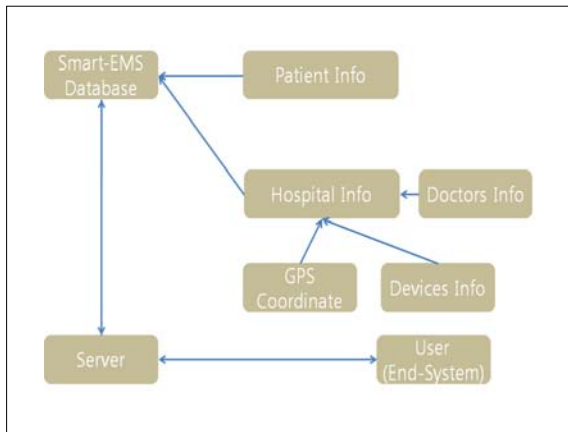 Smart-EMS
Database
Patient Info
Hospital Info
Doctors Info
GPS
Coordinate
Devices Info
Server
User
(End-System)